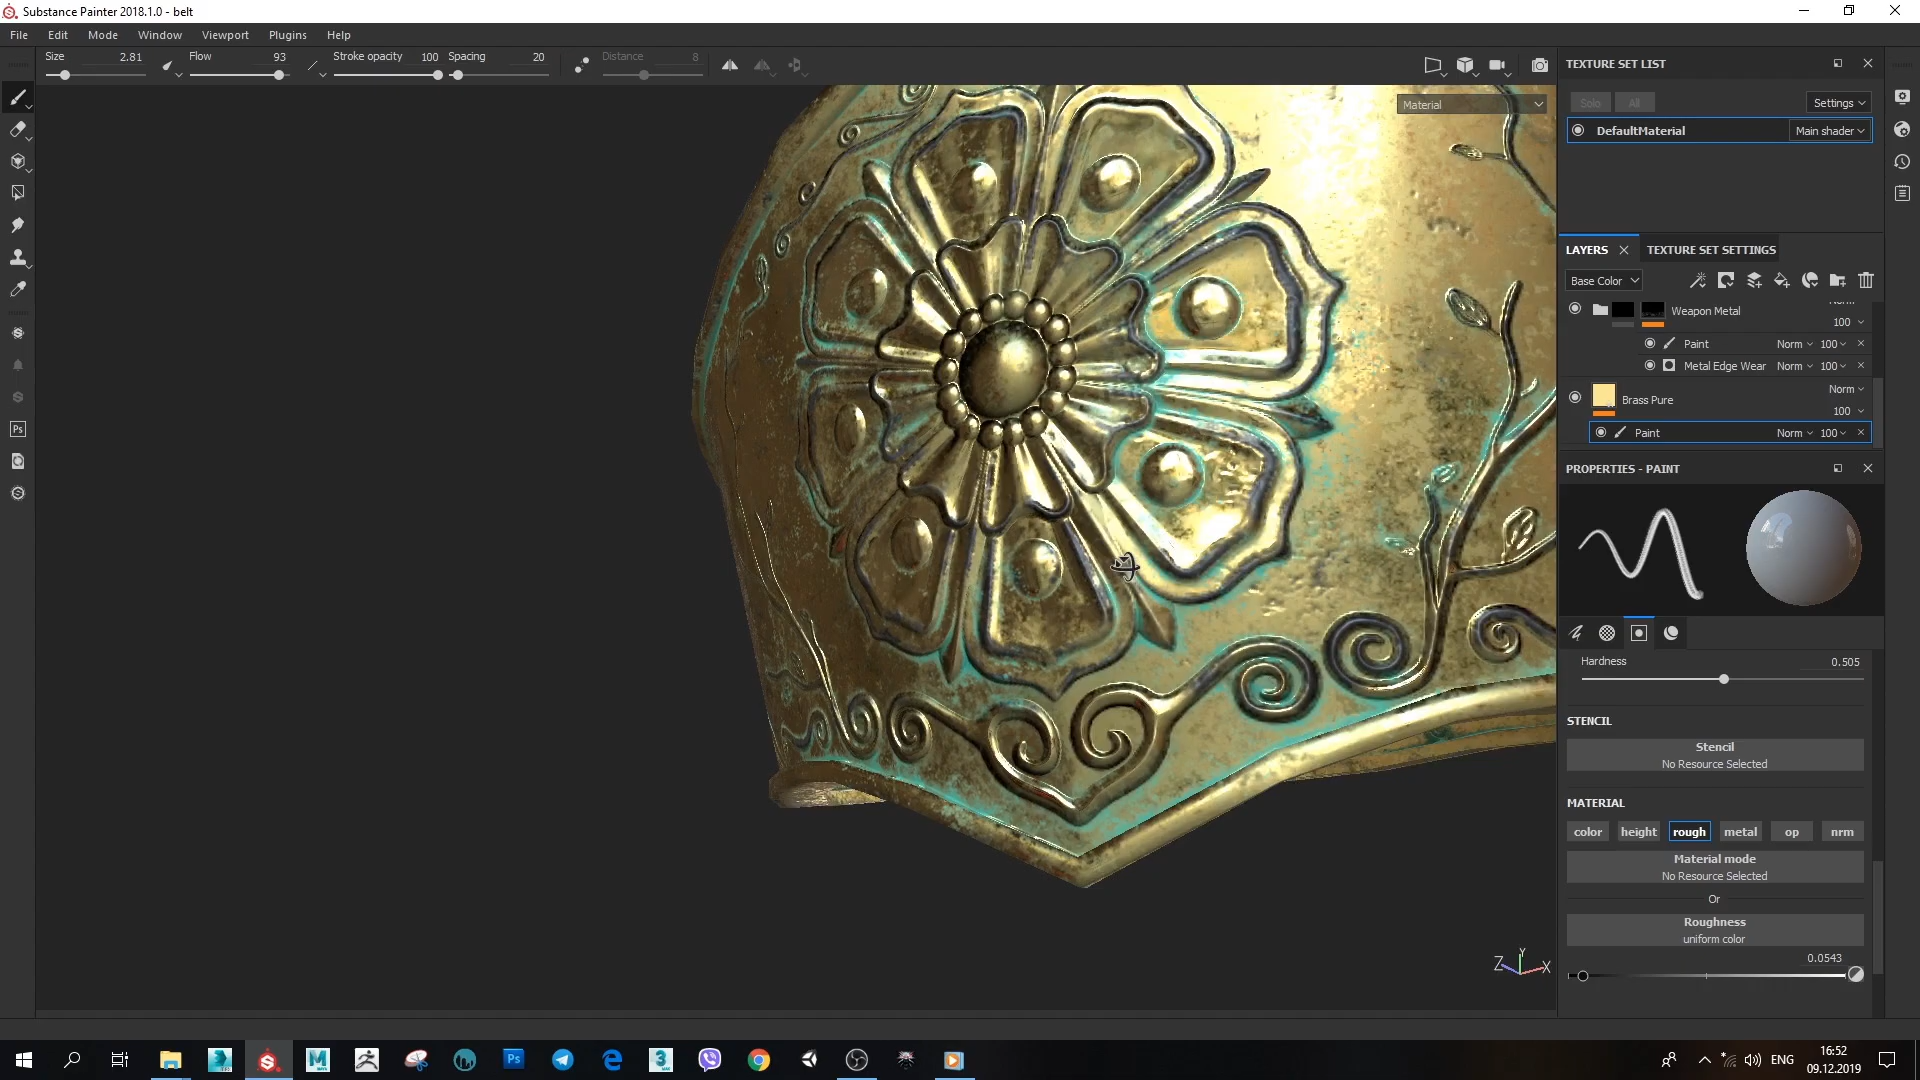 Substance Painter 2018.1.0 - belt
File Edit Mode Window Viewport Plugins Help
Size 2.81 Flow 93 Stroke opacity 100 Spacing 20 Distance 8
Material
TEXTURE SET LIST
Solo All Settings
DefaultMaterial Main shader
LAYERS TEXTURE SET SETTINGS
Base Color
Norm
Weapon Metal
100
Paint Norm 100
Metal Edge Wear Norm 100
Norm
Brass Pure
100
Paint Norm 100
PROPERTIES - PAINT
Hardness 0.505
STENCIL
Stencil
No Resource Selected
MATERIAL
color height rough metal op nrm
Material mode
No Resource Selected
Or
Roughness
uniform color
0.0543
Y
Z X
Ps
Ps
3
ENG
16:52
09.12.2019